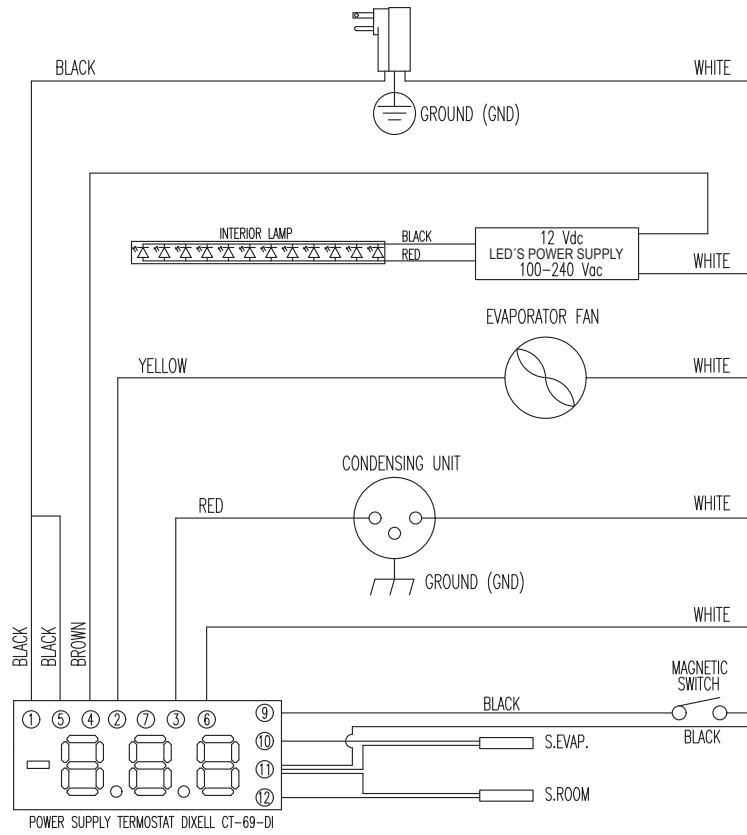 BLACK
WHITE
GROUND (GND)
INTERIOR LAMP
BLACK
RED
12 Vdc
LED´S POWER SUPPLY
100-240 Vac
WHITE
EVAPORATOR FAN
YELLOW
WHITE
CONDENSING UNIT
RED
WHITE
GROUND (GND)
WHITE
BLACK
BLACK
BROWN
MAGNETIC
SWITCH
BLACK
BLACK
1 5 4 2 7 3 6 9
10
11
12
S.EVAP.
S.ROOM
POWER SUPPLY TERMOSTAT DIXELL CT-69-DI